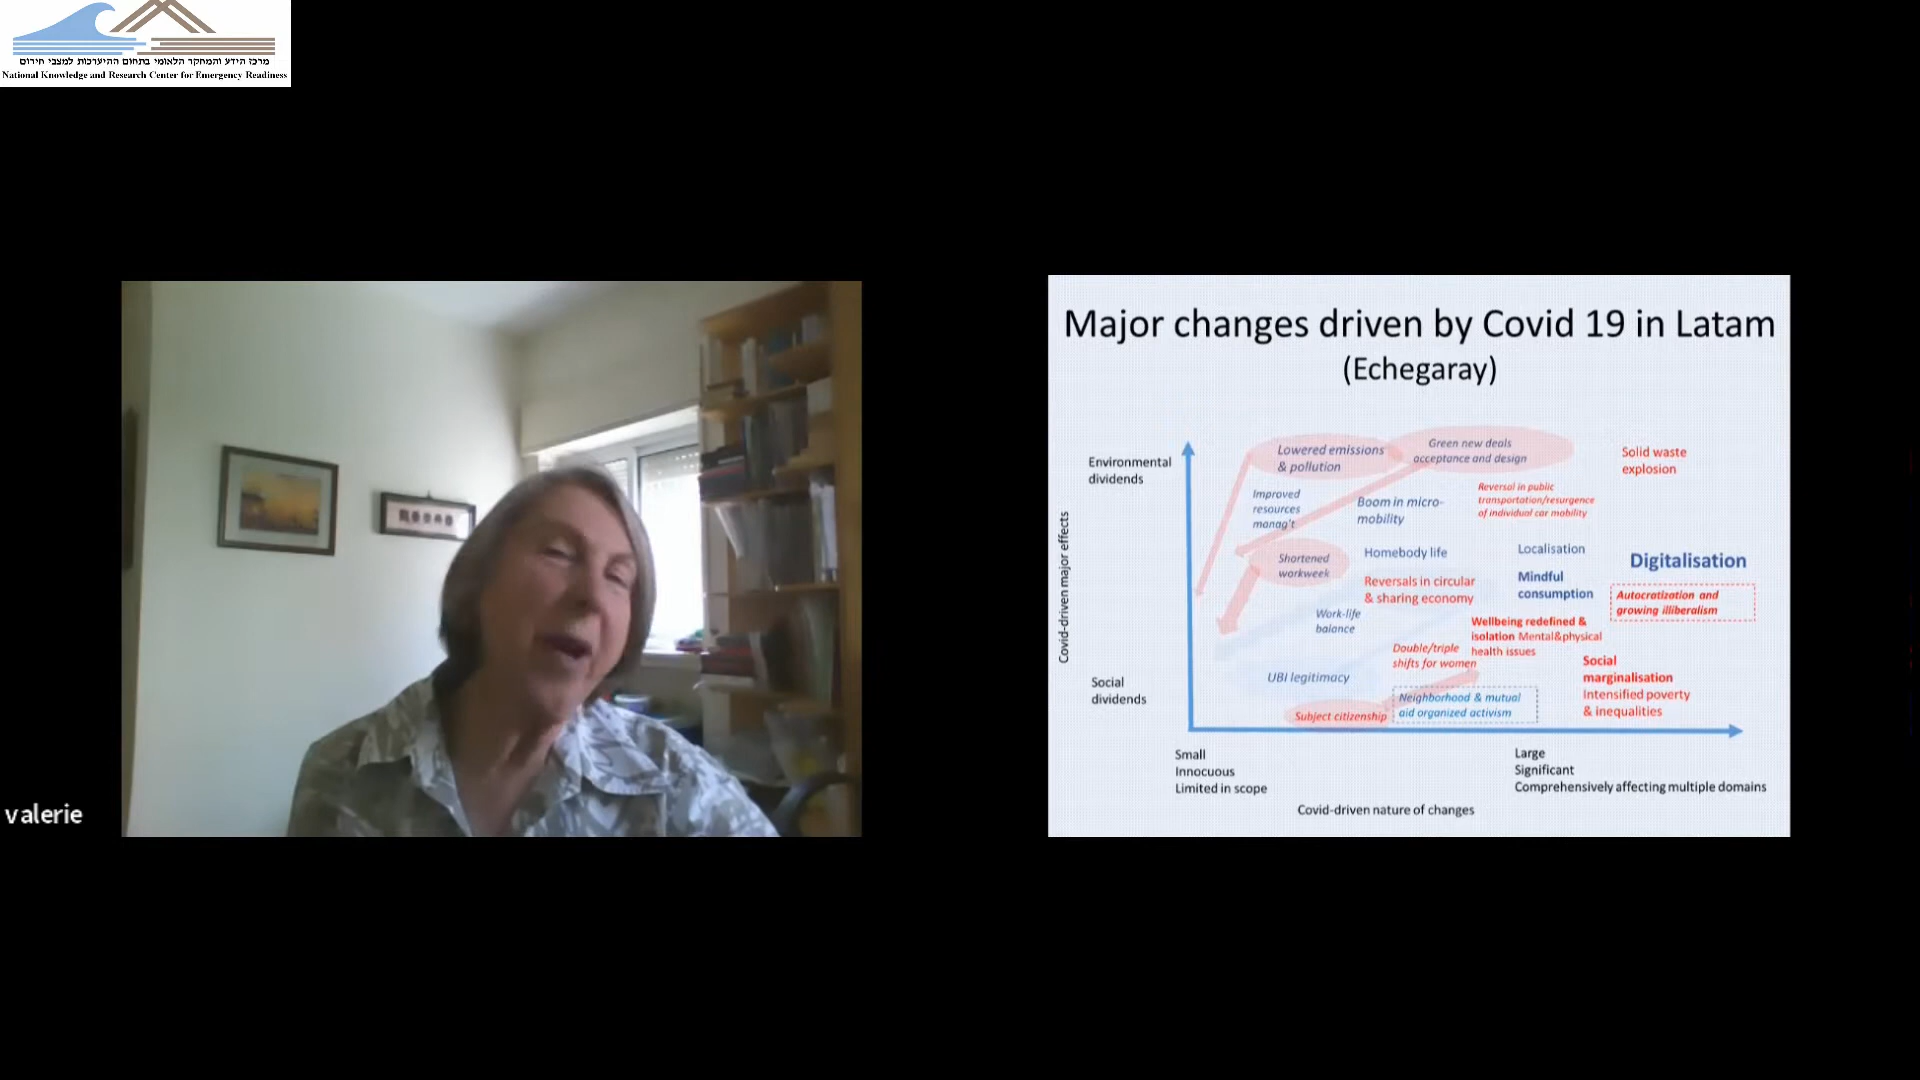 מרכז הידע והמחקר הלאומי בתחום ההיערכות למצבי חירום
National Knowledge and Research Center for Emergency Readiness
valerie
Major changes driven by Covid 19 in Latam
(Echegaray)
Covid-driven major effects
Environmental
dividends
Social
dividends
Lowered emissions
& pollution
Green new deals
acceptance and design
Solid waste
explosion
Improved
resources
manag't
Boom in micro-
mobility
Reversal in public
transportation/resurgence
of individual car mobility
Shortened
workweek
Homebody life
Localisation
Digitalisation
Reversals in circular
& sharing economy
Mindful
consumption
Autocratization and
growing illiberalism
Work-life
balance
Wellbeing redefined &
isolation Mental&physical
health issues
Double/triple
shifts for women
Social
marginalisation
Intensified poverty
& inequalities
UBI legitimacy
Neighborhood & mutual
aid organized activism
Subject citizenship
Small
Innocuous
Limited in scope
Large
Significant
Comprehensively affecting multiple domains
Covid-driven nature of changes